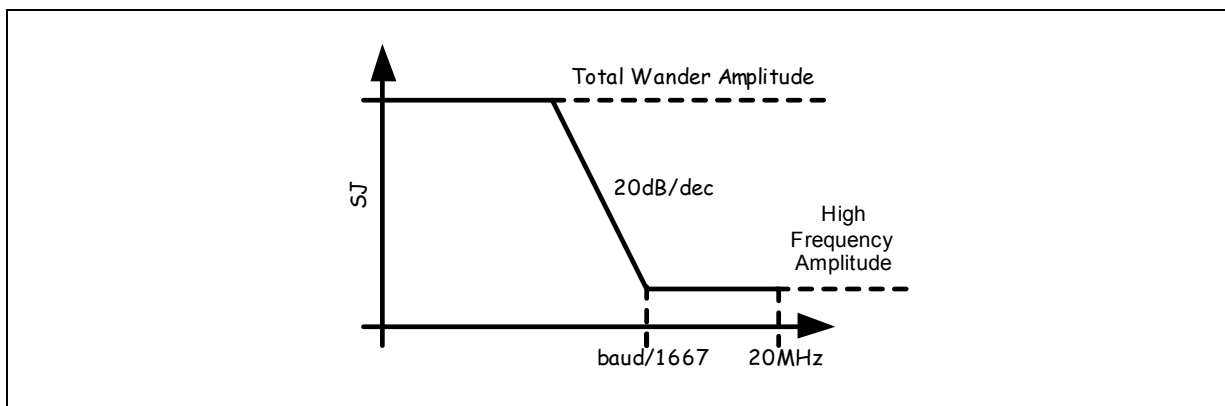 Total Wander Amplitude
SJ
20dB/dec
High
Frequency
Amplitude
baud/1667
20MHz